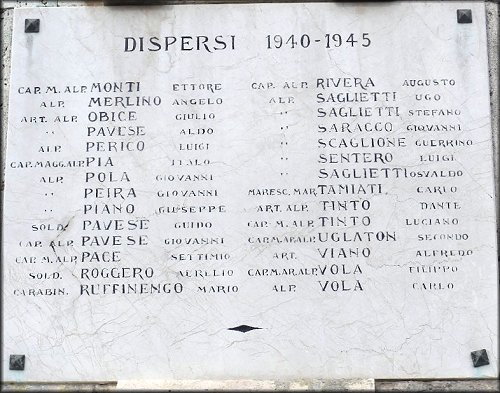 DISPERSI 1940-1945
CAP. M. ALP. MONTI ETTORE
ALP. MERLINO ANGELO
ART. ALP. OBICE GIULIO
" PAVESE ALDO
ALP. PERICO LUIGI
CAP. MAGG. ALP. PIA ITALO
ALP. POLA GIOVANNI
" PEIRA GIOVANNI
" PIANO GIUSEPPE
SOLD. PAVESE GUIDO
CAP. ALP. PAVESE GIOVANNI
CAP. M. ALP. PACE SETTIMIO
SOLD. ROGGERO AERELIO
CARABIN. RUFFINENGO MARIO
CAP. ALP. RIVERA AUGUSTO
ALP. SAGLIETTI UGO
" SAGLIETTI STEFANO
" SARACCO GIOVANNI
" SCAGLIONE GUERRINO
" SENTERO LUIGI
" SAGLIETTI OSVALDO
MARESC. MAR. TAMIATI CARLO
ART. ALP. TINTO DANTE
CAP. M. ALP. TINTO LUCIANO
CAP. M. AR. ALP. UGLATON SECONDO
ART. VIANO ALFREDO
CAP. M. AR. ALP. VOLA FILIPPO
ALP. VOLA CARLO